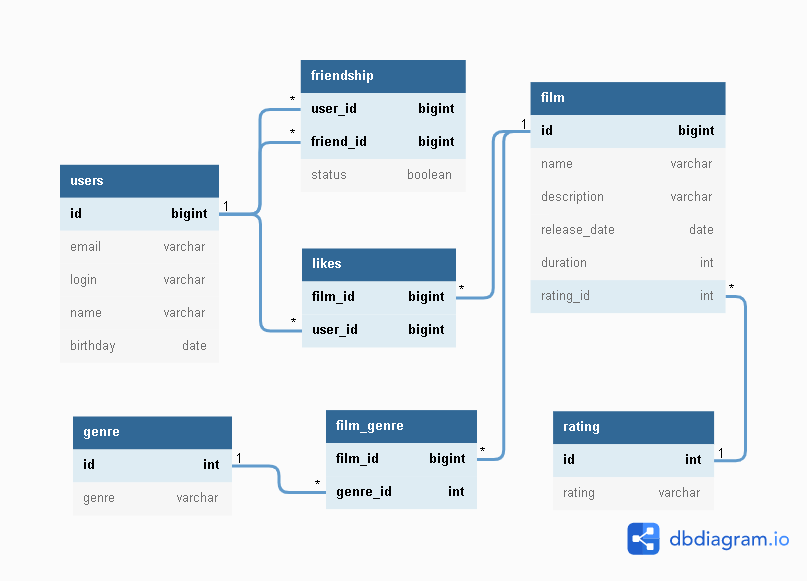 friendship
user_id bigint
friend_id bigint
status boolean
users
id bigint
email varchar
login varchar
name varchar
birthday date
likes
film_id bigint
user_id bigint
film
id bigint
name varchar
description varchar
release_date date
duration int
rating_id int
genre
id int
genre varchar
film_genre
film_id bigint
genre_id int
rating
id int
rating varchar
1
*
*
*
*
1
*
1
*
*
1
dbdiagram.io